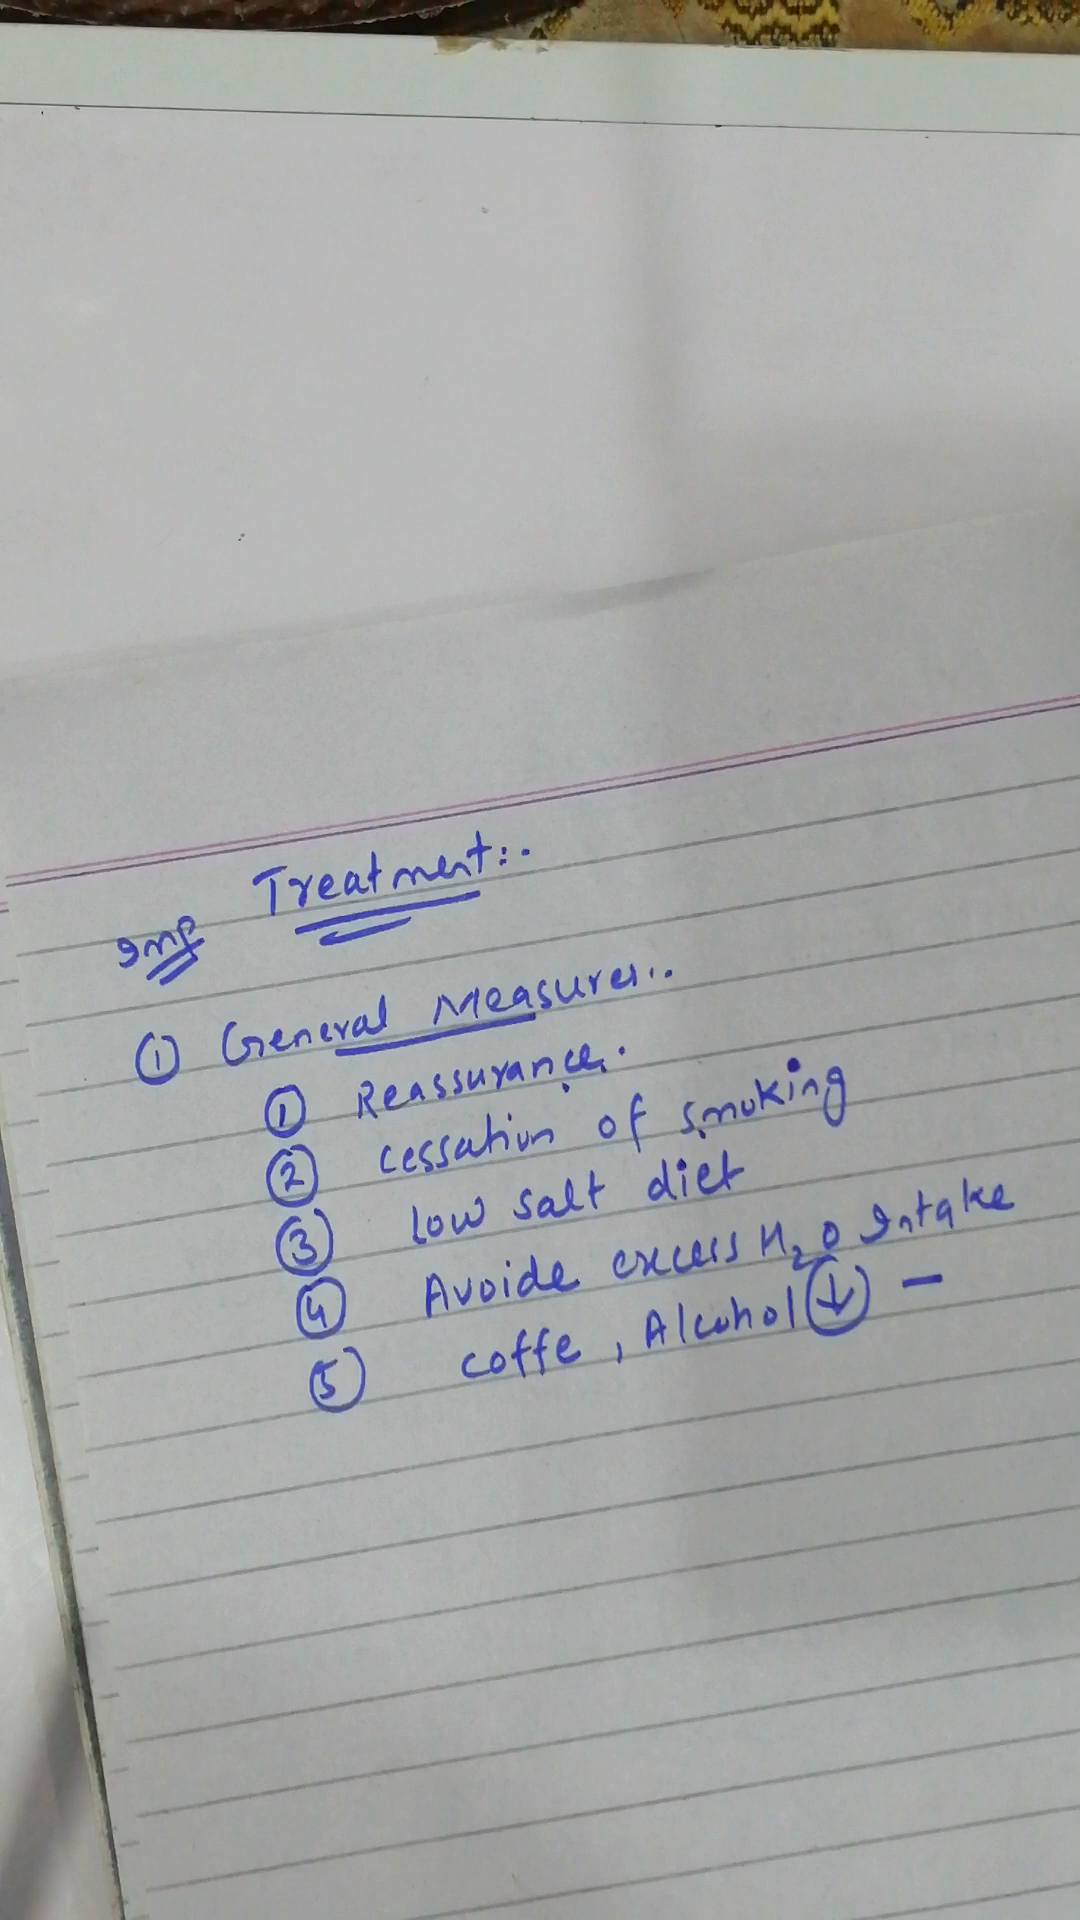 Treatment:.
Imp
① General Measures:.
① Reassurance.
② cessation of smoking
③ low salt diet
④ Avoide excess H₂O Intake
⑤ coffe, Alcohol ↓ –